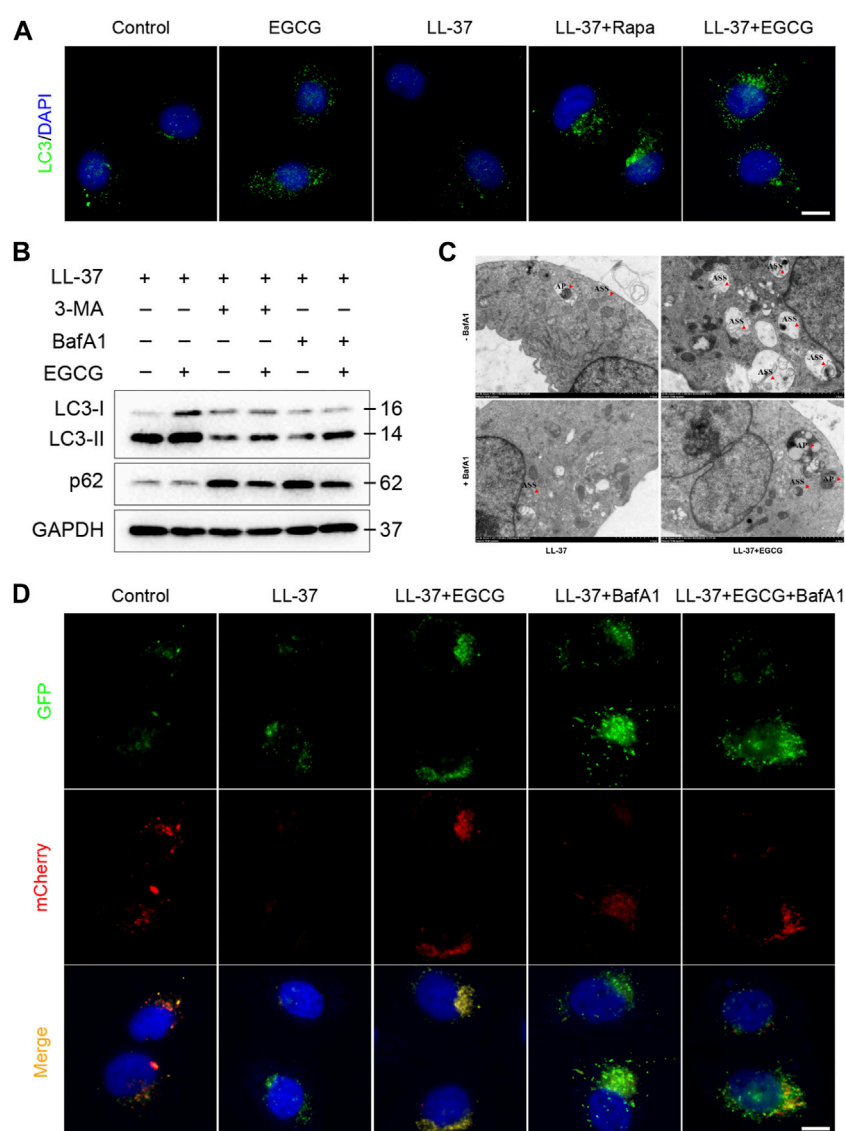 A
Control EGCG LL-37 LL-37+Rapa LL-37+EGCG
LC3/DAPI
B
LL-37 + + + + + +
3-MA − − + + − −
BafA1 − − − − + +
EGCG − + − + − +
LC3-I 16
LC3-II 14
p62 62
GAPDH 37
C
- BafA1
AP ASS
ASS ASS ASS ASS ASS ASS
+ BafA1
ASS
AP ASS AP
LL-37 LL-37+EGCG
D
Control LL-37 LL-37+EGCG LL-37+BafA1 LL-37+EGCG+BafA1
GFP
mCherry
Merge